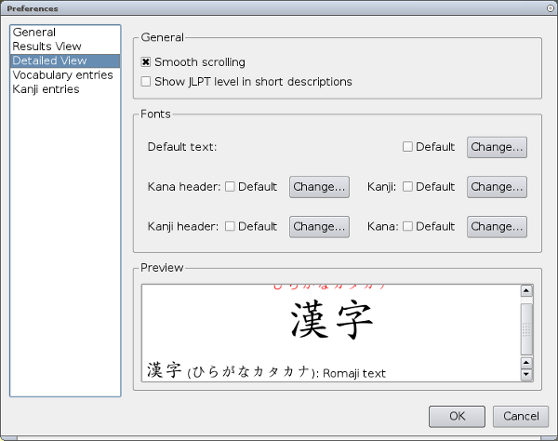 Preferences
General
Results View
Detailed View
Vocabulary entries
Kanji entries
General
Smooth scrolling
Show JLPT level in short descriptions
Fonts
Default text: Default Change...
Kana header: Default Change... Kanji: Default Change...
Kanji header: Default Change... Kana: Default Change...
Preview
ひらがなカタカナ
漢字
漢字 (ひらがなカタカナ): Romaji text
OK Cancel